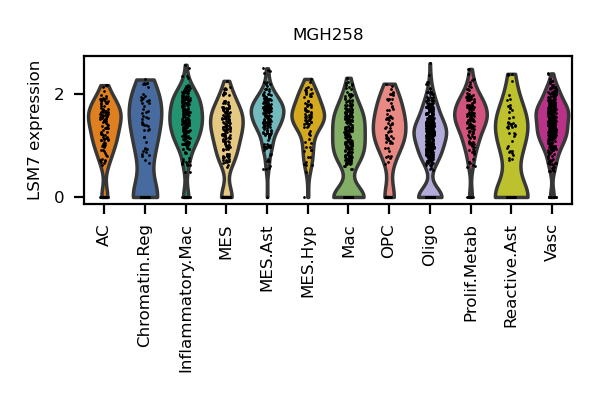 MGH258
LSM7 expression
2
0
AC
Chromatin.Reg
Inflammatory.Mac
MES
MES.Ast
MES.Hyp
Mac
OPC
Oligo
Prolif.Metab
Reactive.Ast
Vasc